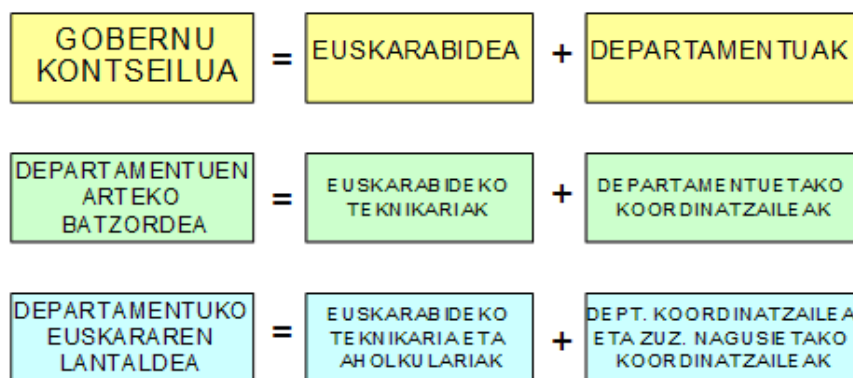 GOBERNU
KONTSEILUA
=
EUSKARABIDEA
+
DEPARTAMENTUAK
DEPARTAMENTUEN
ARTEKO
BATZORDEA
=
EUSKARABIDEKO
TEKNIKARIAK
+
DEPARTAMENTUETAKO
KOORDINATZAILEAK
DEPARTAMENTUKO
EUSKARAREN
LANTALDEA
=
EUSKARABIDEKO
TEKNIKARIA ETA
AHOLKULARIAK
+
DEPT. KOORDINATZAILEA
ETA ZUZ. NAGUSIETAKO
KOORDINATZAILEAK